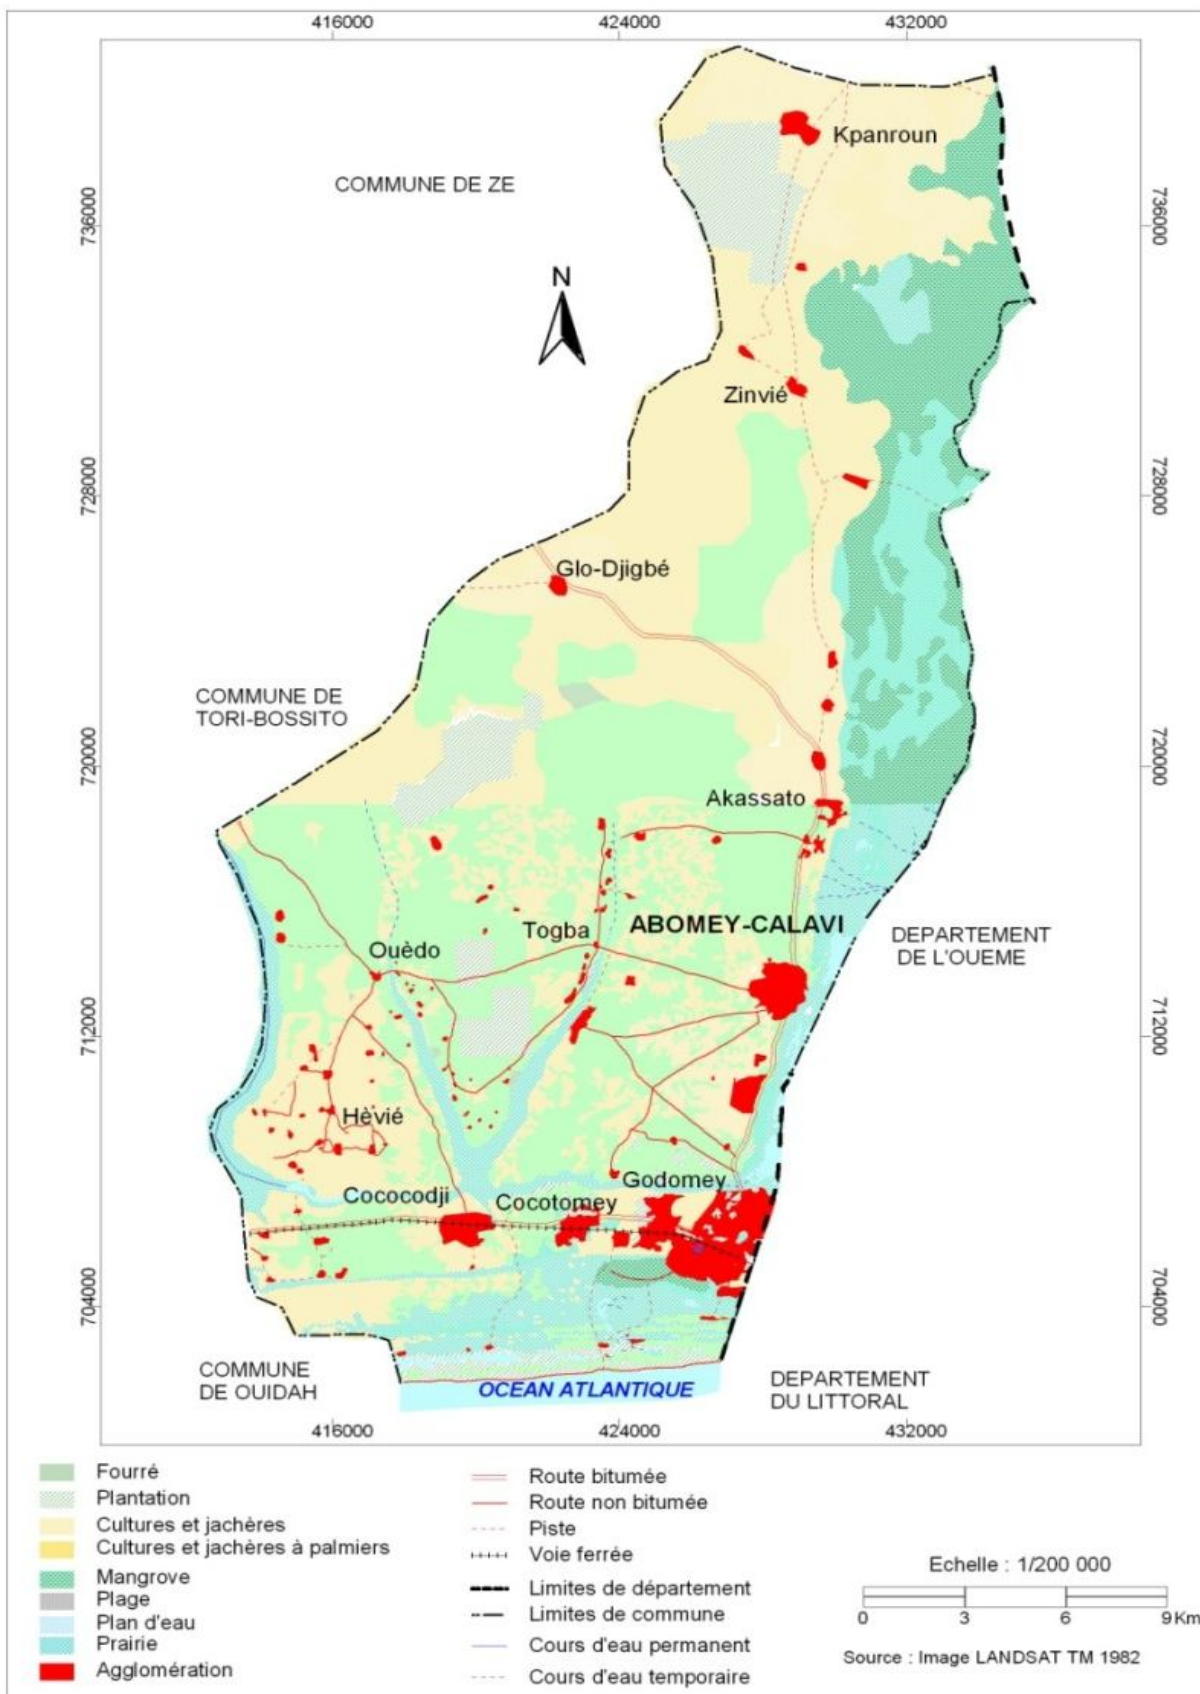 416000 424000 432000
Kpanroun
COMMUNE DE ZE
736000 736000
N
Zinvié
728000 728000
Glo-Djigbé
COMMUNE DE
TORI-BOSSITO
720000 720000
Akassato
Togba
ABOMEY-CALAVI
DEPARTEMENT
DE L'OUEME
Ouèdo
712000 712000
Hèvié
Godomey
Cococodji
Cocotomey
704000 704000
COMMUNE
DE OUIDAH
OCEAN ATLANTIQUE
DEPARTEMENT
DU LITTORAL
416000 424000 432000
Fourré
Plantation
Cultures et jachères
Cultures et jachères à palmiers
Mangrove
Plage
Plan d'eau
Prairie
Agglomération
Route bitumée
Route non bitumée
Piste
Voie ferrée
Limites de département
Limites de commune
Cours d'eau permanent
Cours d'eau temporaire
Echelle : 1/200 000
0 3 6 9 Km
Source : Image LANDSAT TM 1982